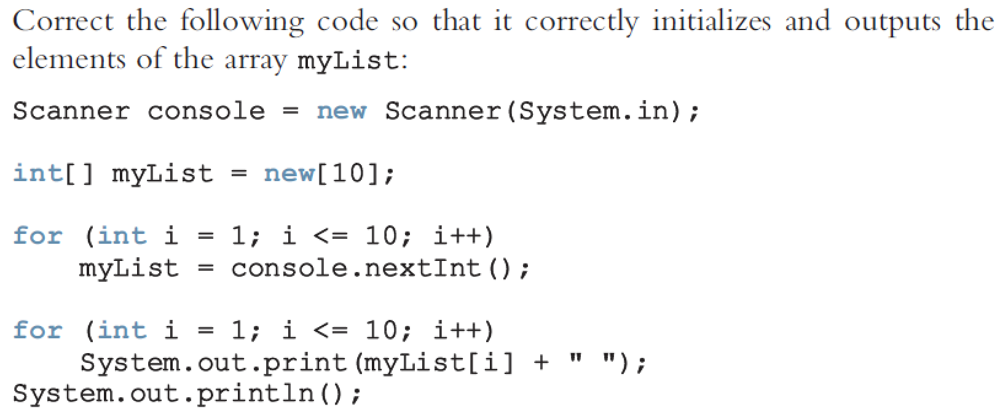 Correct the following code so that it correctly initializes and outputs the
elements of the array myList:
Scanner console = new Scanner(System.in);
int[] myList = new[10];
for (int i = 1; i <= 10; i++)
    myList = console.nextInt();
for (int i = 1; i <= 10; i++)
    System.out.print(myList[i] + " ");
System.out.println();